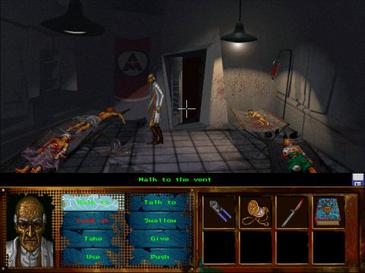 Walk to the vent
Walk to
Talk to
Look at
Swallow
Take
Give
Use
Push